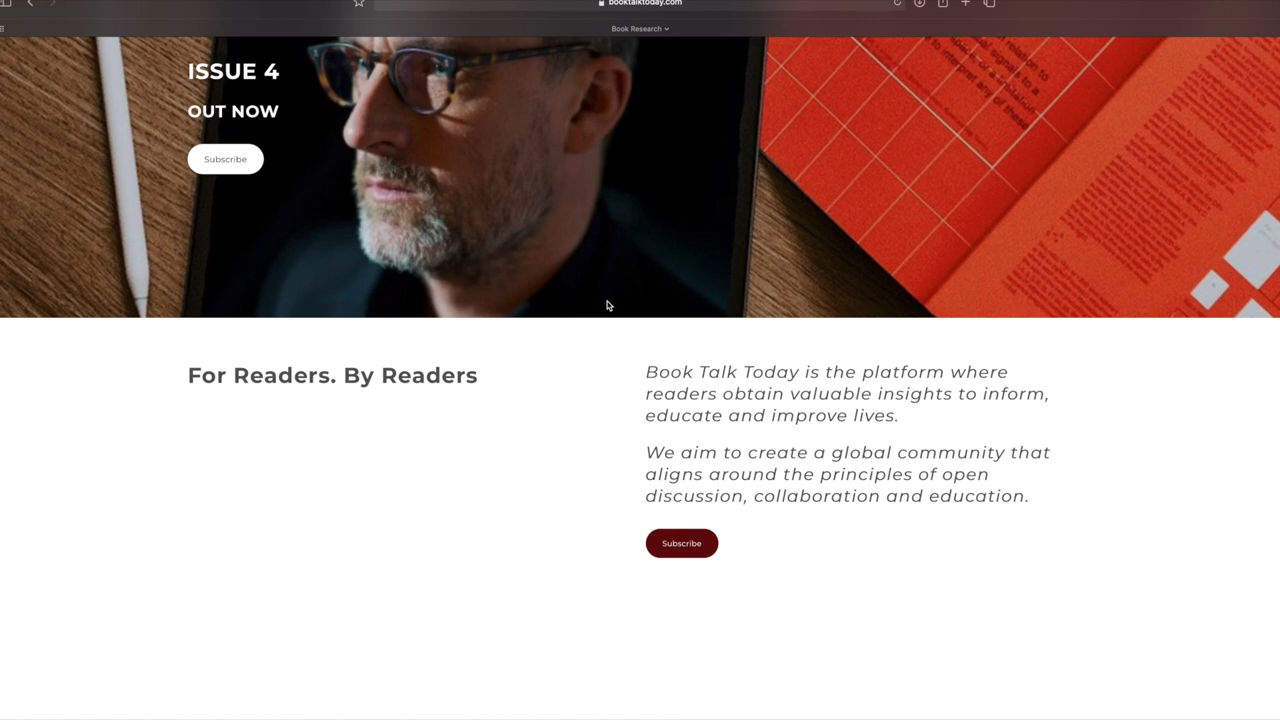 booktalktoday.com
Book Research
ISSUE 4
OUT NOW
Subscribe
For Readers. By Readers
Book Talk Today is the platform where
readers obtain valuable insights to inform,
educate and improve lives.
We aim to create a global community that
aligns around the principles of open
discussion, collaboration and education.
Subscribe